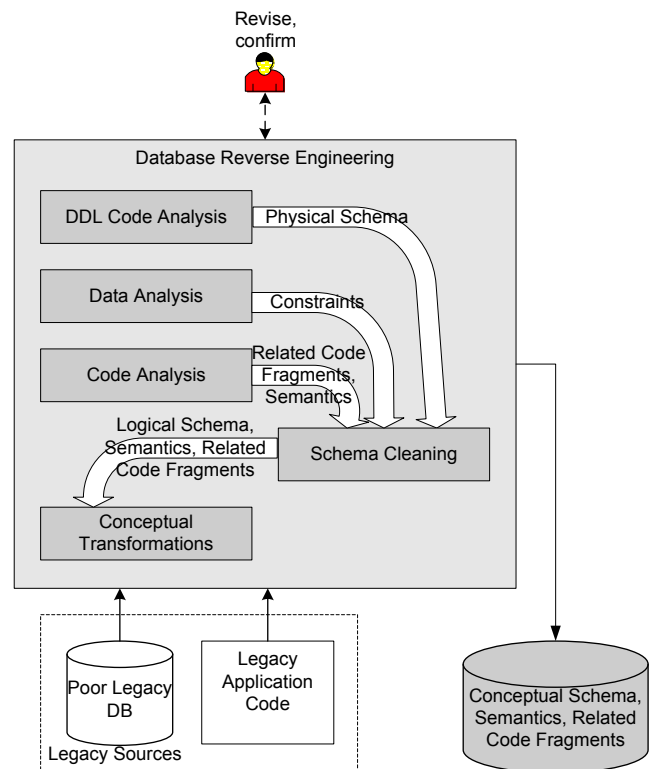 Revise,
confirm
Database Reverse Engineering
DDL Code Analysis
Physical Schema
Data Analysis
Constraints
Code Analysis
Related Code
Fragments,
Semantics
Logical Schema,
Semantics, Related
Code Fragments
Schema Cleaning
Conceptual
Transformations
Poor Legacy
DB
Legacy
Application
Code
Legacy Sources
Conceptual Schema,
Semantics, Related
Code Fragments